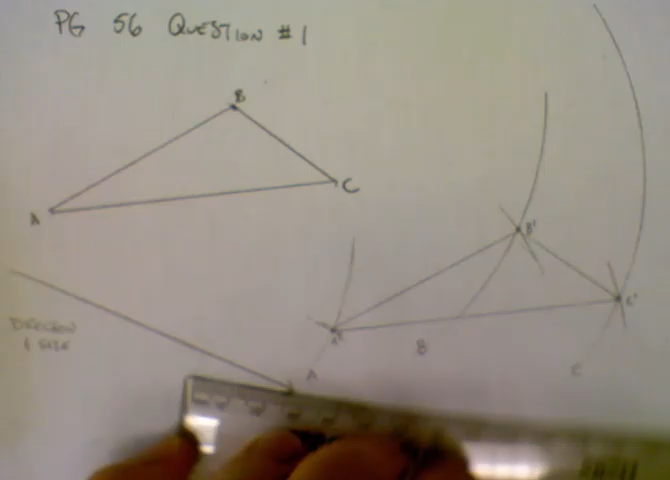 PG 56 QUESTION #1
B
C
A
B'
C'
DIRECTION
& SIZE
A'
B
A
C